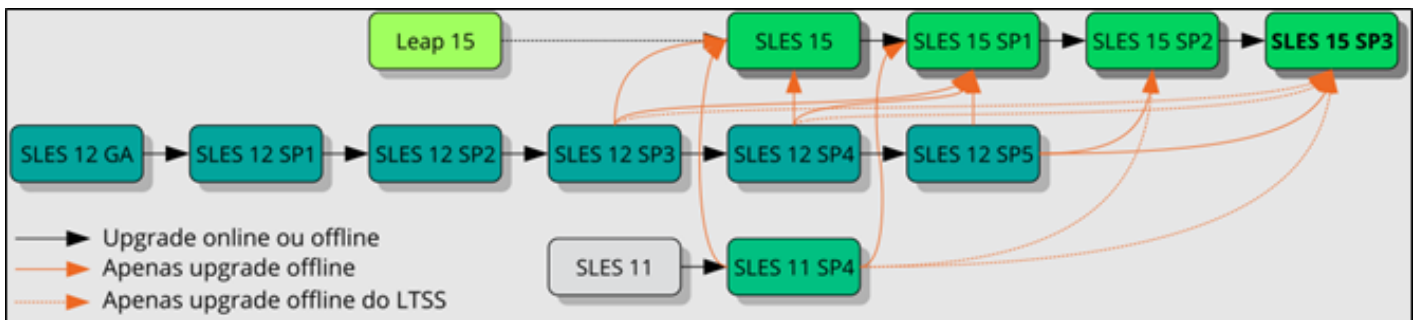 Leap 15
SLES 15
SLES 15 SP1
SLES 15 SP2
SLES 15 SP3
SLES 12 GA
SLES 12 SP1
SLES 12 SP2
SLES 12 SP3
SLES 12 SP4
SLES 12 SP5
Upgrade online ou offline
Apenas upgrade offline
Apenas upgrade offline do LTSS
SLES 11
SLES 11 SP4